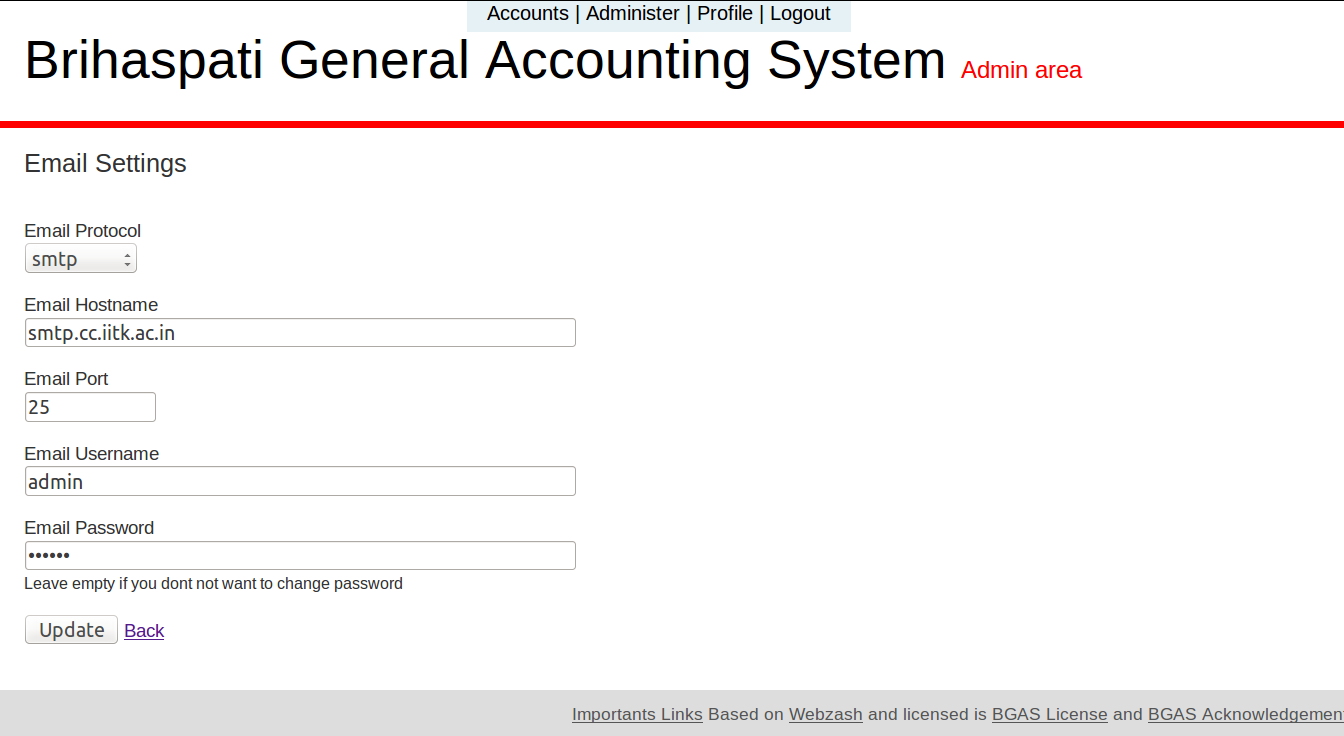 Accounts | Administer | Profile | Logout
Brihaspati General Accounting System Admin area
Email Settings
Email Protocol
smtp
Email Hostname
smtp.cc.iitk.ac.in
Email Port
25
Email Username
admin
Email Password
••••••
Leave empty if you dont not want to change password
Update Back
Importants Links Based on Webzash and licensed is BGAS License and BGAS Acknowledgemen